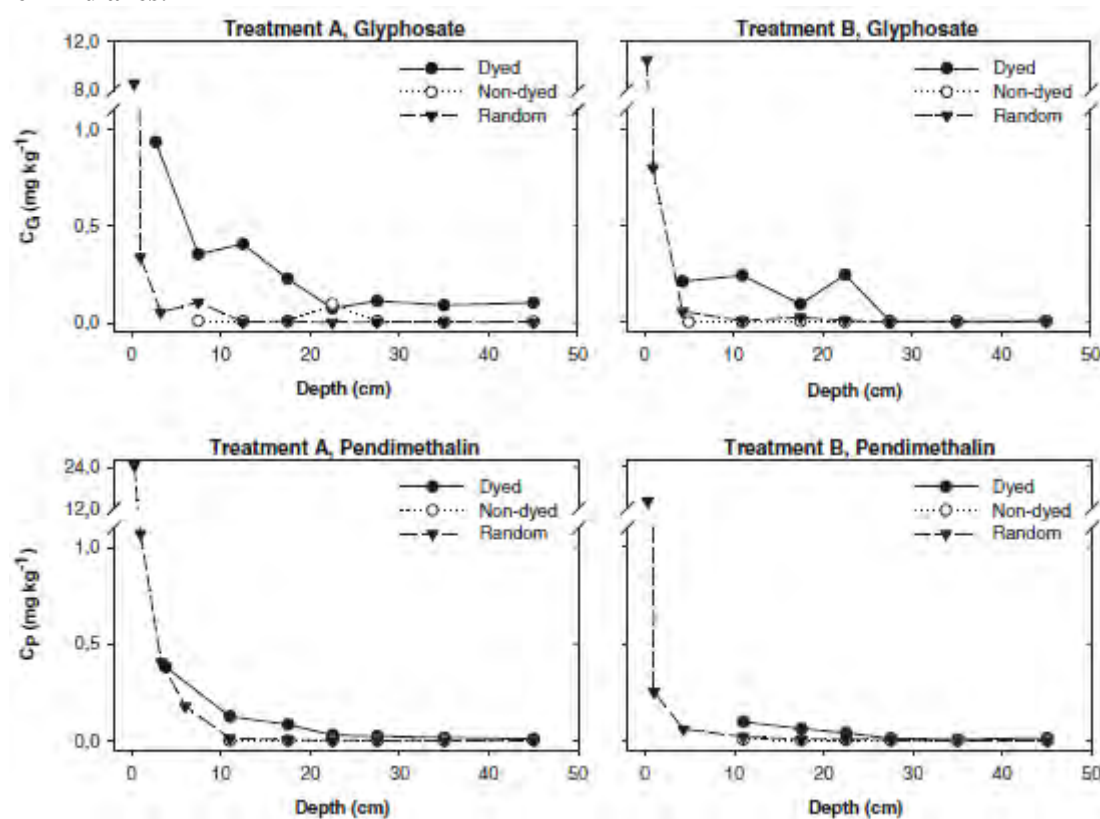 Treatment A, Glyphosate
12,0
8,0
1,0
0,5
0,0
C_G (mg kg⁻¹)
Dyed
Non-dyed
Random
0 10 20 30 40 50
Depth (cm)
Treatment B, Glyphosate
Dyed
Non-dyed
Random
0 10 20 30 40 50
Depth (cm)
Treatment A, Pendimethalin
24,0
12,0
1,0
0,5
0,0
C_P (mg kg⁻¹)
Dyed
Non-dyed
Random
0 10 20 30 40 50
Depth (cm)
Treatment B, Pendimethalin
Dyed
Non-dyed
Random
0 10 20 30 40 50
Depth (cm)